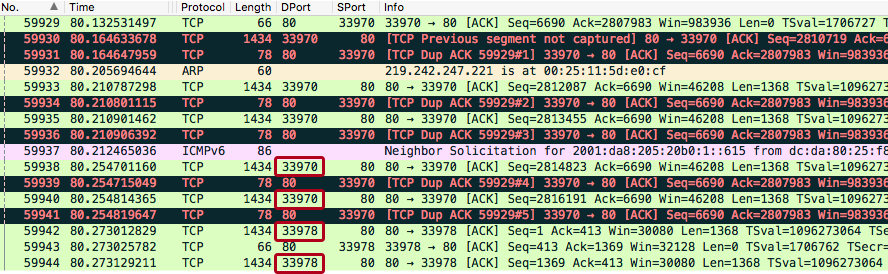 No. Time Protocol Length DPort SPort Info
59929 80.132531497 TCP 66 80 33970 33970 → 80 [ACK] Seq=6690 Ack=2807983 Win=983936 Len=0 TSval=1706727 T
59930 80.164633678 TCP 1434 33970 80 [TCP Previous segment not captured] 80 → 33970 [ACK] Seq=2810719 Ack=6
59931 80.164647959 TCP 78 80 33970 [TCP Dup ACK 59929#1] 33970 → 80 [ACK] Seq=6690 Ack=2807983 Win=983936
59932 80.205694644 ARP 60 219.242.247.221 is at 00:25:11:5d:e0:cf
59933 80.210787298 TCP 1434 33970 80 80 → 33970 [ACK] Seq=2812087 Ack=6690 Win=46208 Len=1368 TSval=1096273
59934 80.210801115 TCP 78 80 33970 [TCP Dup ACK 59929#2] 33970 → 80 [ACK] Seq=6690 Ack=2807983 Win=983936
59935 80.210901462 TCP 1434 33970 80 80 → 33970 [ACK] Seq=2813455 Ack=6690 Win=46208 Len=1368 TSval=1096273
59936 80.210906392 TCP 78 80 33970 [TCP Dup ACK 59929#3] 33970 → 80 [ACK] Seq=6690 Ack=2807983 Win=983936
59937 80.212465036 ICMPv6 86 Neighbor Solicitation for 2001:da8:205:20b0:1::615 from dc:da:80:25:f8
59938 80.254701160 TCP 1434 33970 80 80 → 33970 [ACK] Seq=2814823 Ack=6690 Win=46208 Len=1368 TSval=1096273
59939 80.254715049 TCP 78 80 33970 [TCP Dup ACK 59929#4] 33970 → 80 [ACK] Seq=6690 Ack=2807983 Win=983936
59940 80.254814365 TCP 1434 33970 80 80 → 33970 [ACK] Seq=2816191 Ack=6690 Win=46208 Len=1368 TSval=1096273
59941 80.254819647 TCP 78 80 33970 [TCP Dup ACK 59929#5] 33970 → 80 [ACK] Seq=6690 Ack=2807983 Win=983936
59942 80.273012829 TCP 1434 33978 80 80 → 33978 [ACK] Seq=1 Ack=413 Win=30080 Len=1368 TSval=1096273064 TSe
59943 80.273025782 TCP 66 80 33978 33978 → 80 [ACK] Seq=413 Ack=1369 Win=32128 Len=0 TSval=1706762 TSecr=
59944 80.273129211 TCP 1434 33978 80 80 → 33978 [ACK] Seq=1369 Ack=413 Win=30080 Len=1368 TSval=1096273064